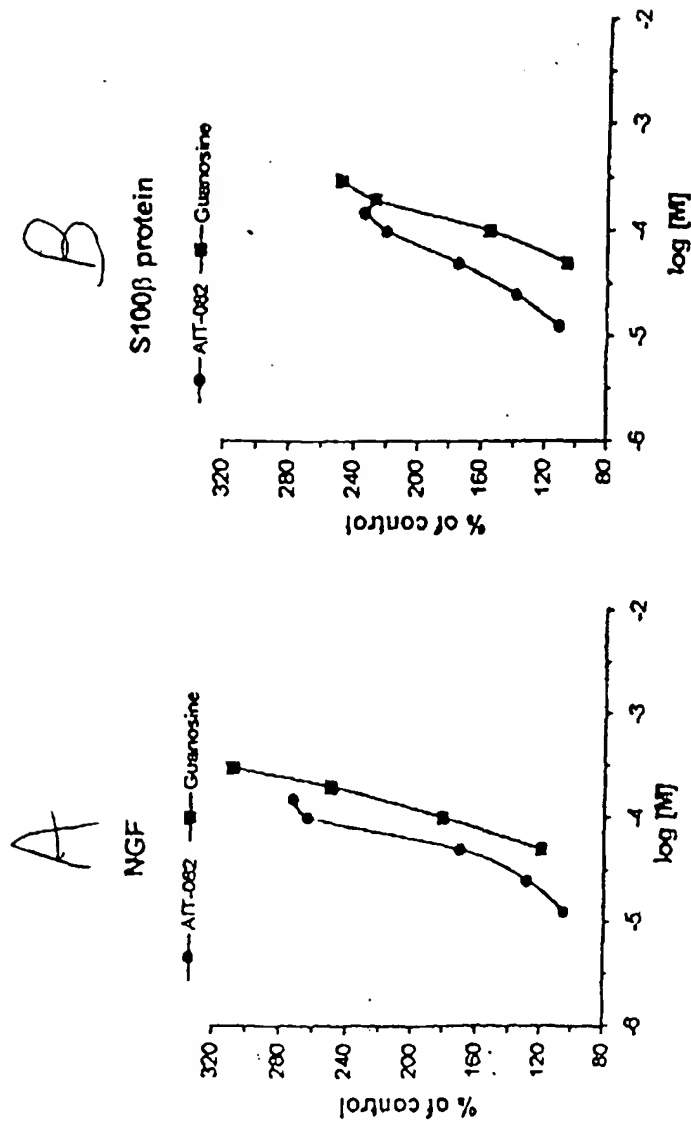 A
NGF
AIT-082 Guanosine
320
280
240
200
160
120
80
% of control
-6 -5 -4 -3 -2
log [M]
B
S100β protein
AIT-082 Guanosine
320
280
240
200
160
120
80
% of control
-6 -5 -4 -3 -2
log [M]